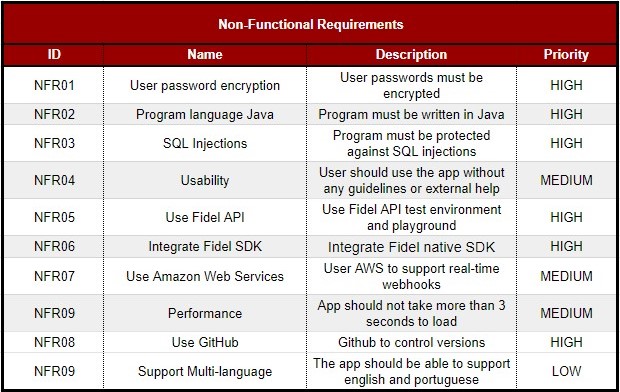 Non-Functional Requirements
ID Name Description Priority
NFR01 User password encryption User passwords must be encrypted HIGH
NFR02 Program language Java Program must be written in Java HIGH
NFR03 SQL Injections Program must be protected against SQL injections HIGH
NFR04 Usability User should use the app without any guidelines or external help MEDIUM
NFR05 Use Fidel API Use Fidel API test environment and playground HIGH
NFR06 Integrate Fidel SDK Integrate Fidel native SDK HIGH
NFR07 Use Amazon Web Services User AWS to support real-time webhooks MEDIUM
NFR09 Performance App should not take more than 3 seconds to load MEDIUM
NFR08 Use GitHub Github to control versions HIGH
NFR09 Support Multi-language The app should be able to support english and portuguese LOW